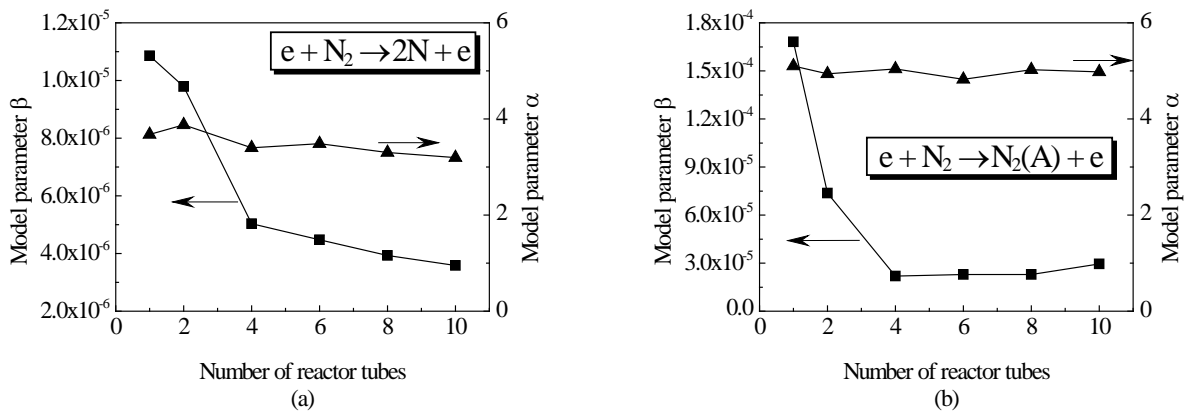 1.2x10⁻⁵
1.0x10⁻⁵
8.0x10⁻⁶
6.0x10⁻⁶
4.0x10⁻⁶
2.0x10⁻⁶
Model parameter β
e + N₂ → 2N + e
6
4
2
0
Model parameter α
0 2 4 6 8 10
Number of reactor tubes
(a)
1.8x10⁻⁴
1.5x10⁻⁴
1.2x10⁻⁴
9.0x10⁻⁵
6.0x10⁻⁵
3.0x10⁻⁵
0.0
Model parameter β
e + N₂ → N₂(A) + e
6
4
2
0
Model parameter α
0 2 4 6 8 10
Number of reactor tubes
(b)